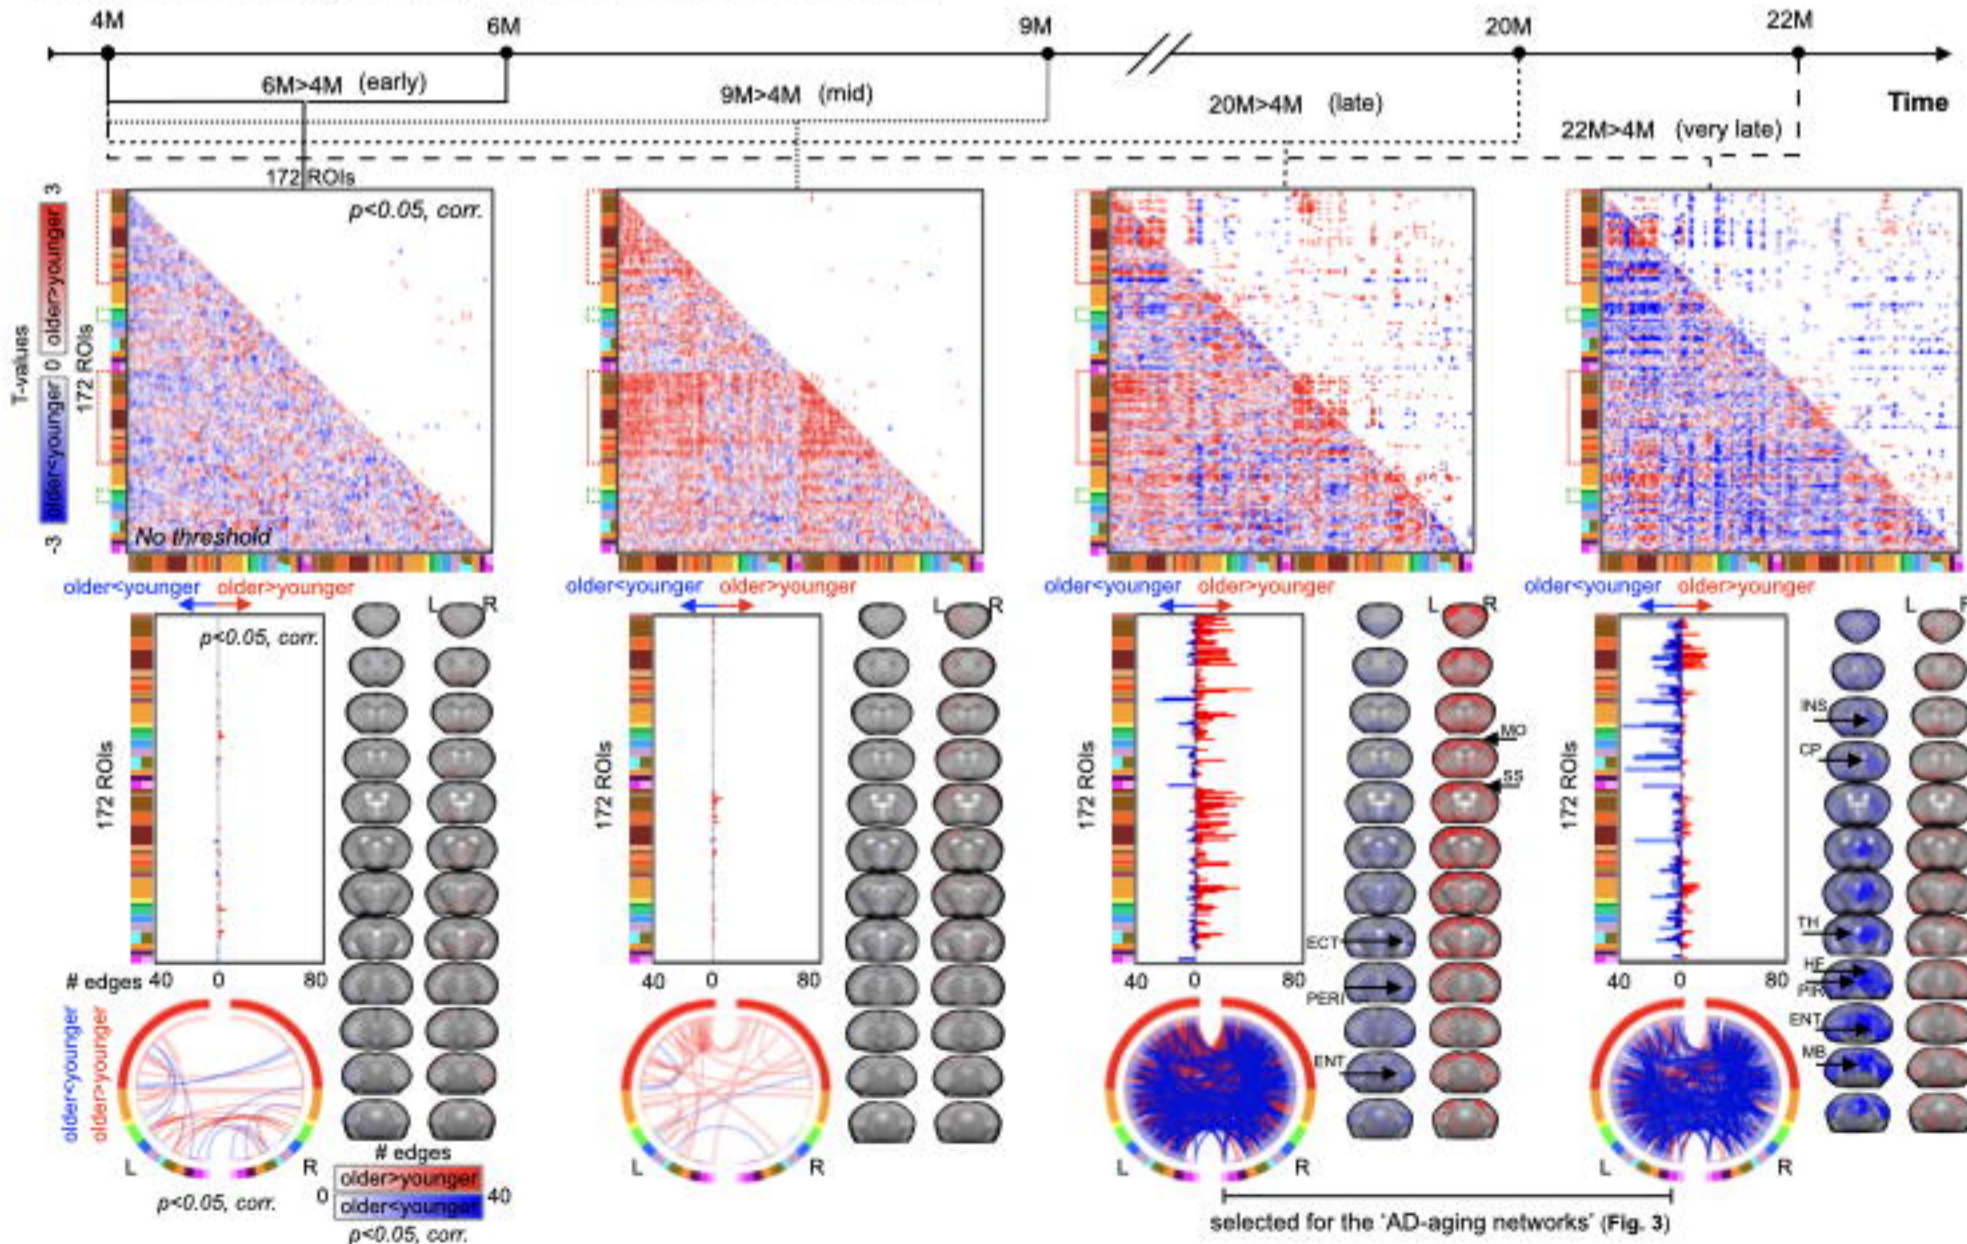 4M 6M 9M 20M 22M
6M>4M (early) 9M>4M (mid) 20M>4M (late) 22M>4M (very late) Time
172 ROIs
T-values
-3 0 3
older<younger older>younger
172 ROIs
p<0.05, corr.
No threshold
older<younger older>younger older<younger older>younger older<younger older>younger older<younger older>younger
L R L R L R L
p<0.05, corr.
172 ROIs 172 ROIs 172 ROIs 172 ROIs
MO
SS
ECT
PERI
ENT
INS
CP
TH
HF
PIR
ENT
MB
# edges 40 0 80 40 0 80 40 0 80 40 0 80
older<younger
older>younger
L R L R L R L R
p<0.05, corr.
# edges
older>younger
0 40
older<younger
p<0.05, corr.
selected for the 'AD-aging networks' (Fig. 3)